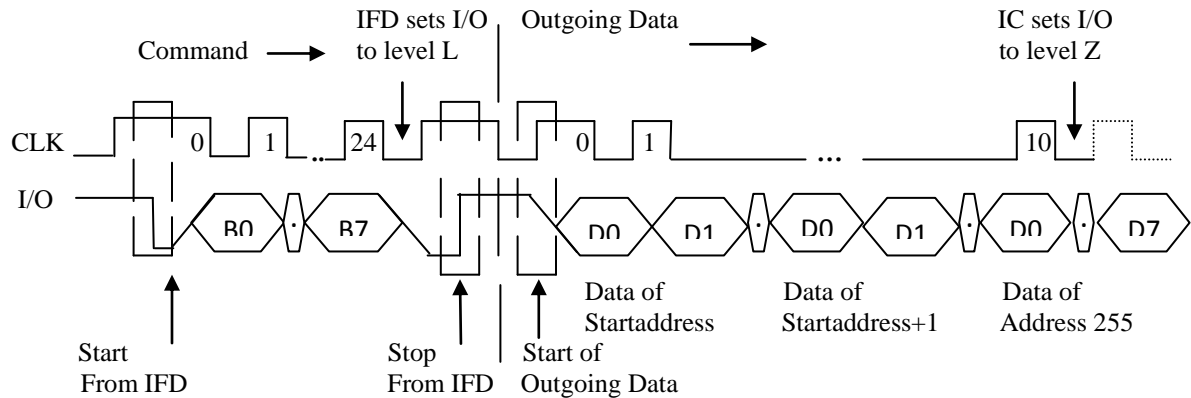 Command
IFD sets I/O
to level L
Outgoing Data
IC sets I/O
to level Z
CLK
0
1
..
24
0
1
...
10
I/O
B0
.
B7
D0
D1
.
D0
D1
.
D0
.
D7
Data of
Startaddress
Data of
Startaddress+1
Data of
Address 255
Start
From IFD
Stop
From IFD
Start of
Outgoing Data